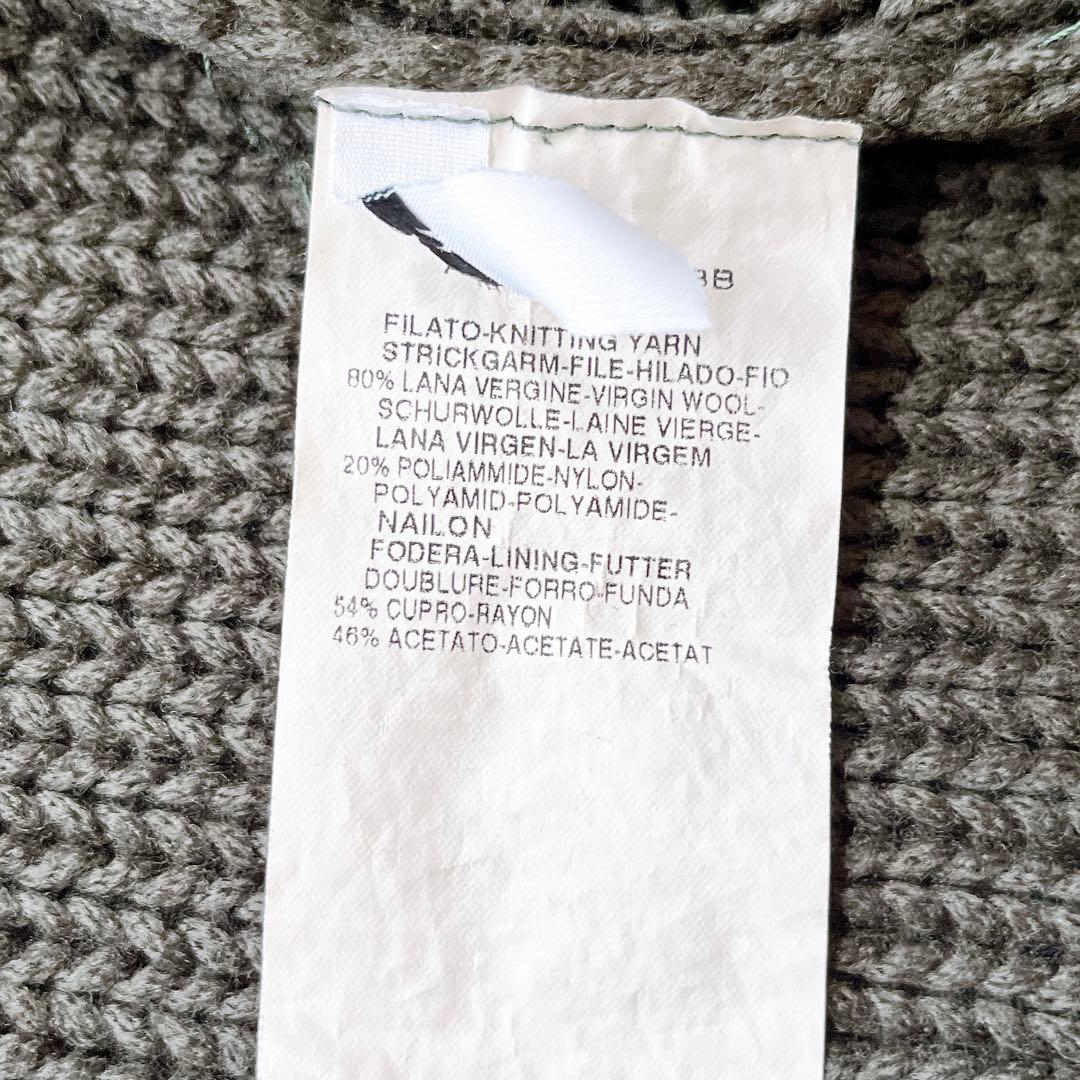 BB
FILATO-KNITTING YARN
STRICKGARM-FILE-HILADO-FIO
80% LANA VERGINE-VIRGIN WOOL-
SCHURWOLLE-LAINE VIERGE-
LANA VIRGEN-LA VIRGEM
20% POLIAMMIDE-NYLON-
POLYAMID-POLYAMIDE-
NAILON
FODERA-LINING-FUTTER
DOUBLURE-FORRO-FUNDA
54% CUPRO-RAYON
46% ACETATO-ACETATE-ACETAT